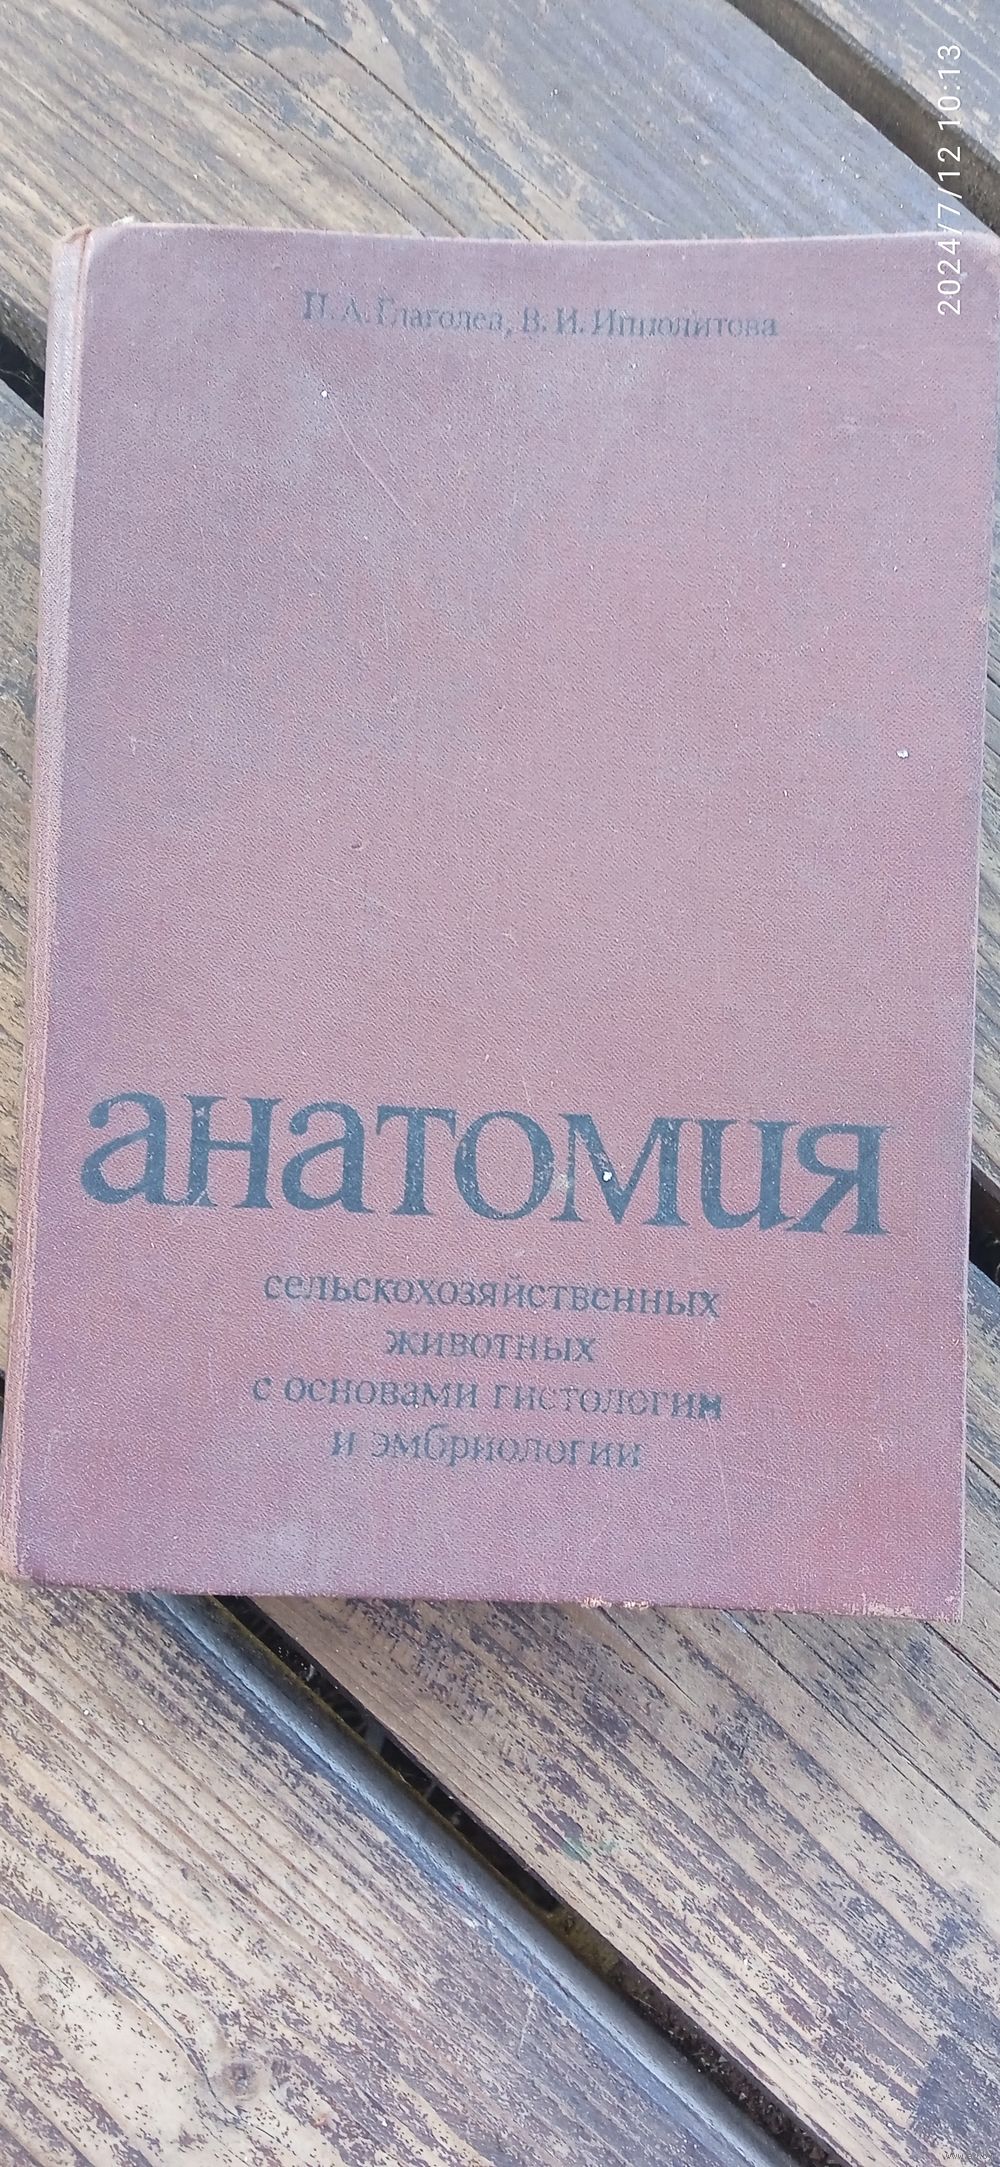 П. А. Глаголев, В. И. Ипполитова
анатомия
сельскохозяйственных
животных
с основами гистологии
и эмбриологии
2024/7/12 10:13